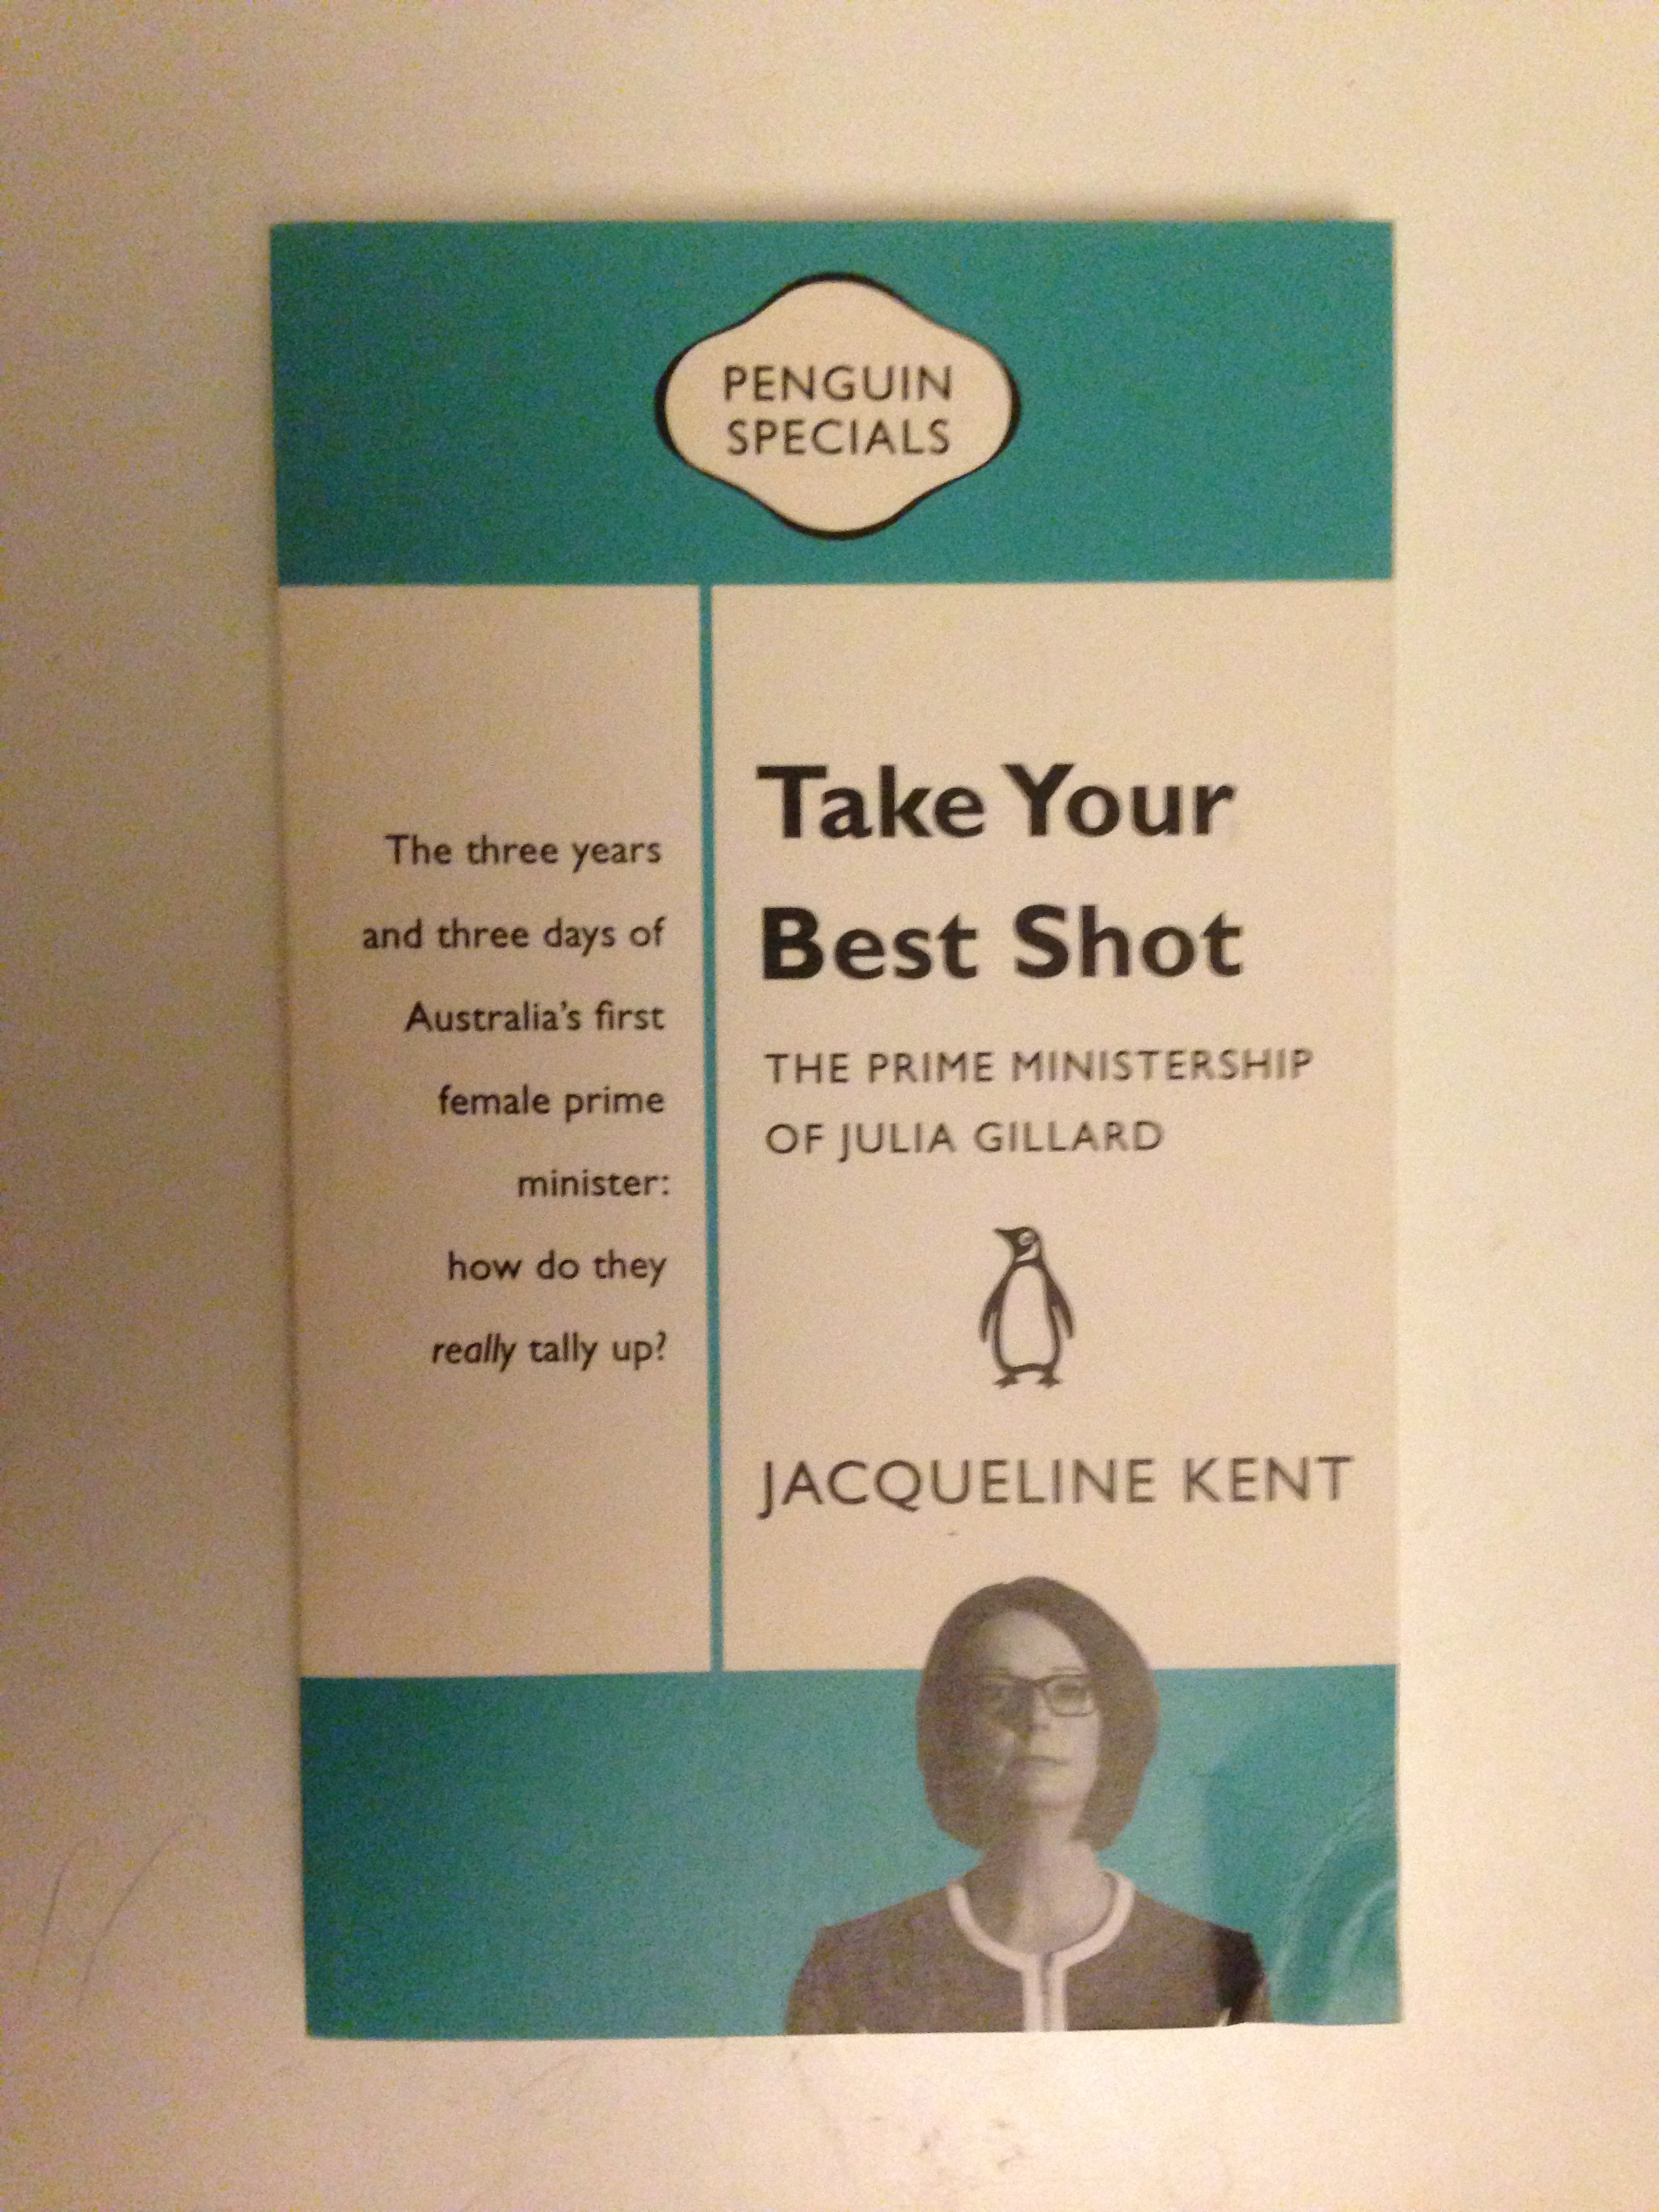 PENGUIN
SPECIALS
The three years
and three days of
Australia's first
female prime
minister:
how do they
really tally up?
Take Your
Best Shot
THE PRIME MINISTERSHIP
OF JULIA GILLARD
JACQUELINE KENT